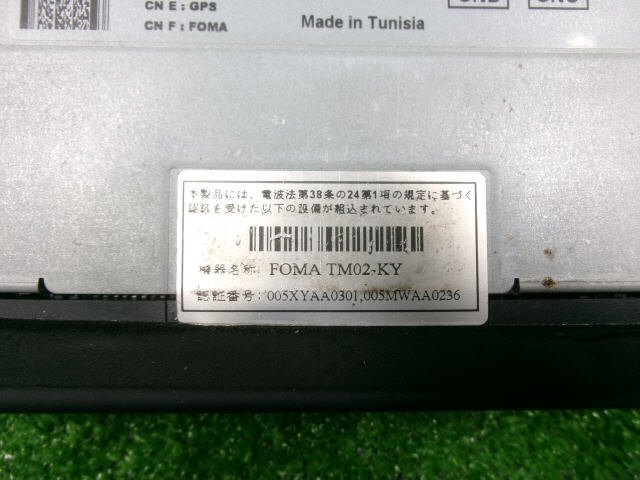 CN E : GPS
CN F : FOMA
Made in Tunisia
本製品には、電波法第38条の24第1項の規定に基づく
認証を受けた以下の設備が組込まれています。
機器名称: FOMA TM02-KY
認証番号: 005XYAA0301,005MWAA0236